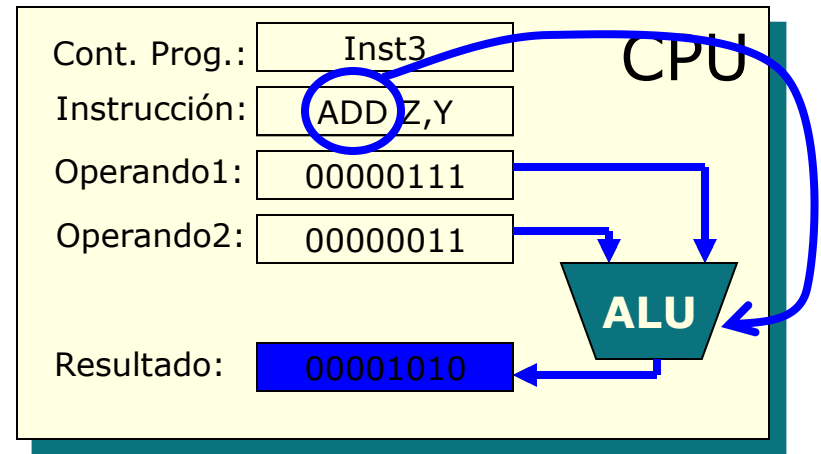 CPU
Cont. Prog.: Inst3
Instrucción: ADD Z,Y
Operando1: 00000111
Operando2: 00000011
ALU
Resultado: 00001010